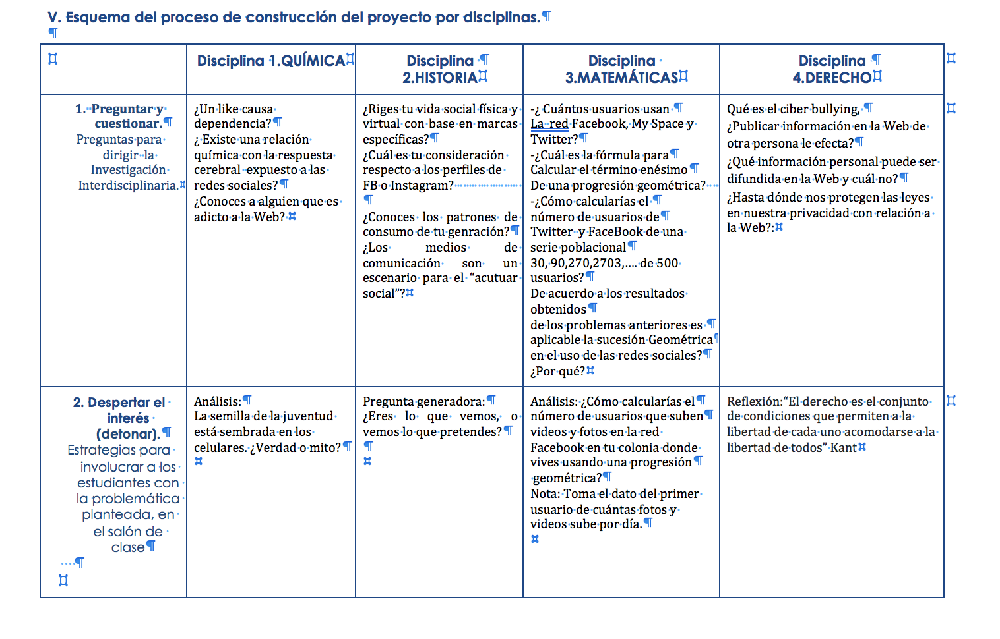 V. Esquema del proceso de construcción del proyecto por disciplinas.
Disciplina 1.QUÍMICA
Disciplina
2.HISTORIA
Disciplina
3.MATEMÁTICAS
Disciplina
4.DERECHO
1. Preguntar y
cuestionar.
Preguntas para
dirigir la
Investigación
Interdisciplinaria.
¿Un like causa
dependencia?
¿ Existe una relación
química con la respuesta
cerebral expuesto a las
redes sociales?
¿Conoces a alguien que es
adicto a la Web?
¿Riges tu vida social física y
virtual con base en marcas
específicas?
¿Cuál es tu consideración
respecto a los perfiles de
FB o Instagram?
¿Conoces los patrones de
consumo de tu genración?
¿Los medios de
comunicación son un
escenario para el “acutuar
social”?
-¿ Cuántos usuarios usan
La red Facebook, My Space y
Twitter?
-¿Cuál es la fórmula para
Calcular el término enésimo
De una progresión geométrica?
-¿Cómo calcularías el
número de usuarios de
Twitter y FaceBook de una
serie poblacional
30, 90,270,2703,.... de 500
usuarios?
De acuerdo a los resultados
obtenidos
de los problemas anteriores es
aplicable la sucesión Geométrica
en el uso de las redes sociales?
¿Por qué?
Qué es el ciber bullying,
¿Publicar información en la Web de
otra persona le efecta?
¿Qué información personal puede ser
difundida en la Web y cuál no?
¿Hasta dónde nos protegen las leyes
en nuestra privacidad con relación a
la Web?:
2. Despertar el
interés
(detonar).
Estrategias para
involucrar a los
estudiantes con
la problemática
planteada, en
el salón de
clase
Análisis:
La semilla de la juventud
está sembrada en los
celulares. ¿Verdad o mito?
Pregunta generadora:
¿Eres lo que vemos, o
vemos lo que pretendes?
Análisis: ¿Cómo calcularías el
número de usuarios que suben
videos y fotos en la red
Facebook en tu colonia donde
vives usando una progresión
geométrica?
Nota: Toma el dato del primer
usuario de cuántas fotos y
videos sube por día.
Reflexión:“El derecho es el conjunto
de condiciones que permiten a la
libertad de cada uno acomodarse a la
libertad de todos” Kant